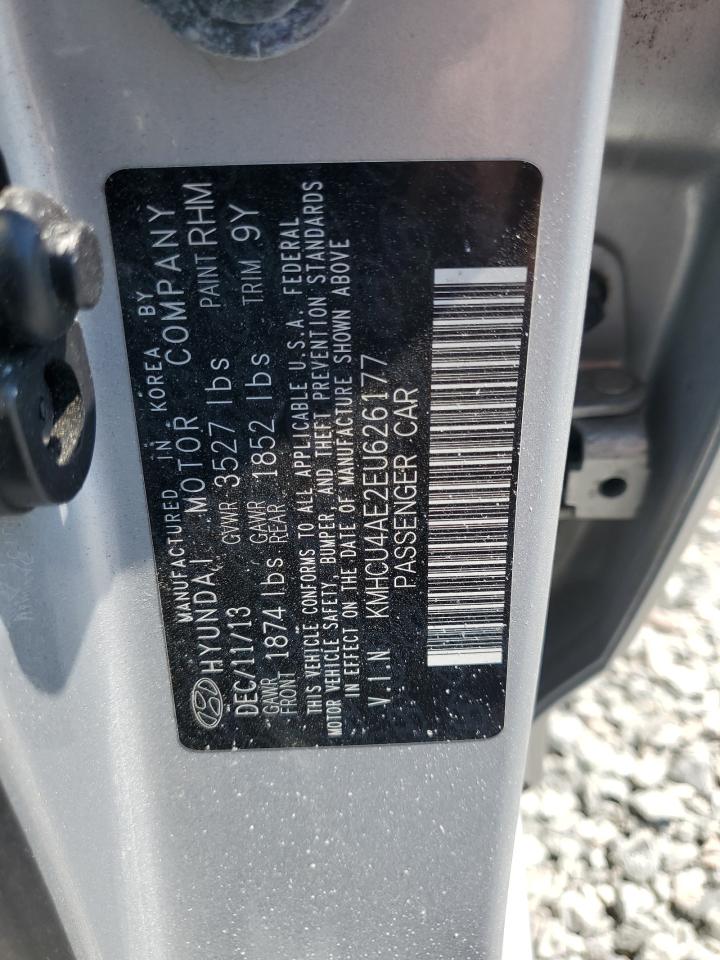 MANUFACTURED IN KOREA BY
HYUNDAI MOTOR COMPANY
DEC/11/13 GVWR 3527 lbs PAINT RHM
GAWR FRONT 1874 lbs GAWR REAR 1852 lbs TRIM 9Y
THIS VEHICLE CONFORMS TO ALL APPLICABLE U.S.A. FEDERAL
MOTOR VEHICLE SAFETY, BUMPER, AND THEFT PREVENTION STANDARDS
IN EFFECT ON THE DATE OF MANUFACTURE SHOWN ABOVE
V.I.N KMHCU4AE2EU626177
PASSENGER CAR